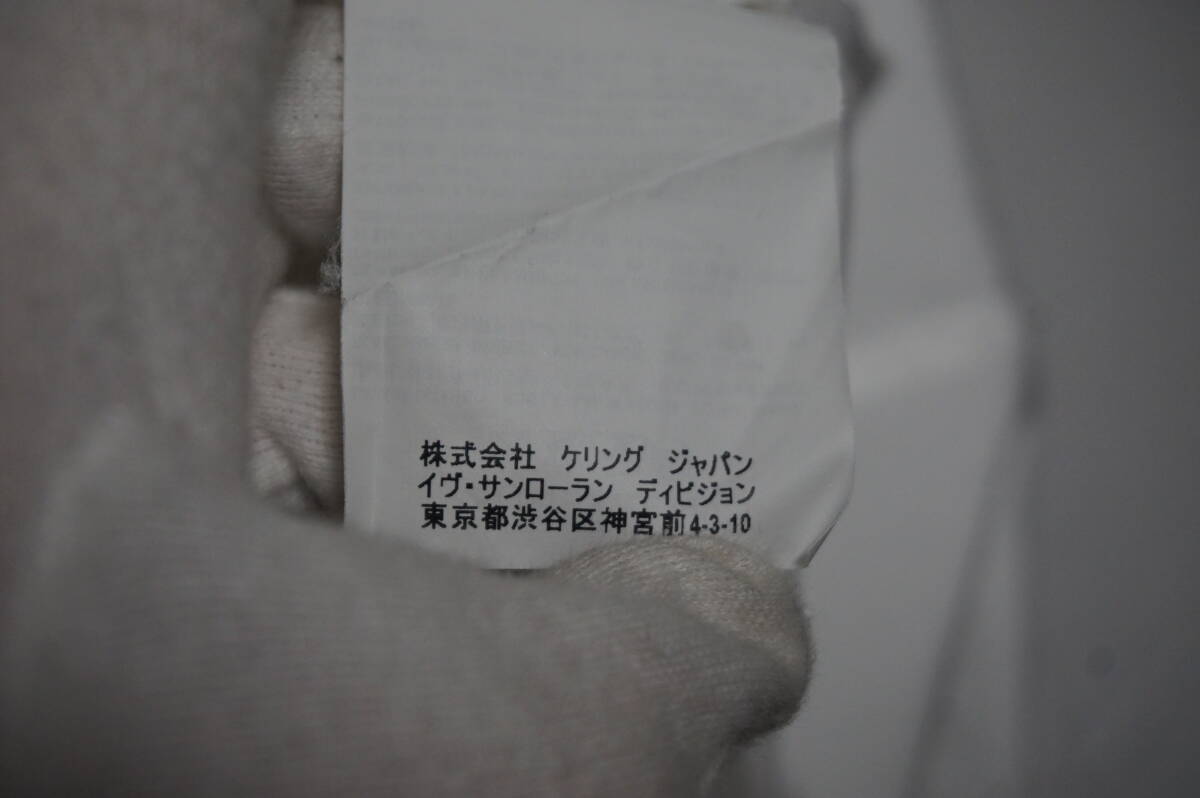 株式会社 ケリング ジャパン
イヴ・サンローラン ディビジョン
東京都渋谷区神宮前4-3-10